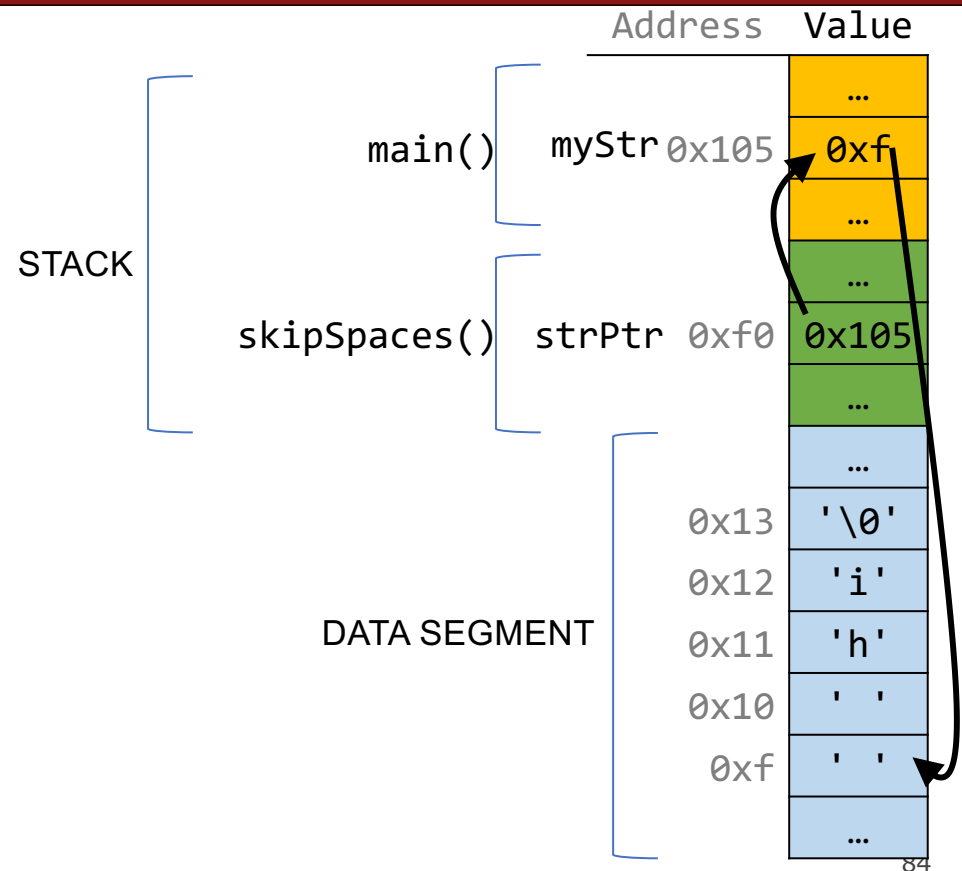 Address Value
…
main() myStr 0x105 0xf
…
STACK
…
skipSpaces() strPtr 0xf0 0x105
…
…
0x13 '\0'
0x12 'i'
DATA SEGMENT
0x11 'h'
0x10 ' '
0xf ' '
…
84